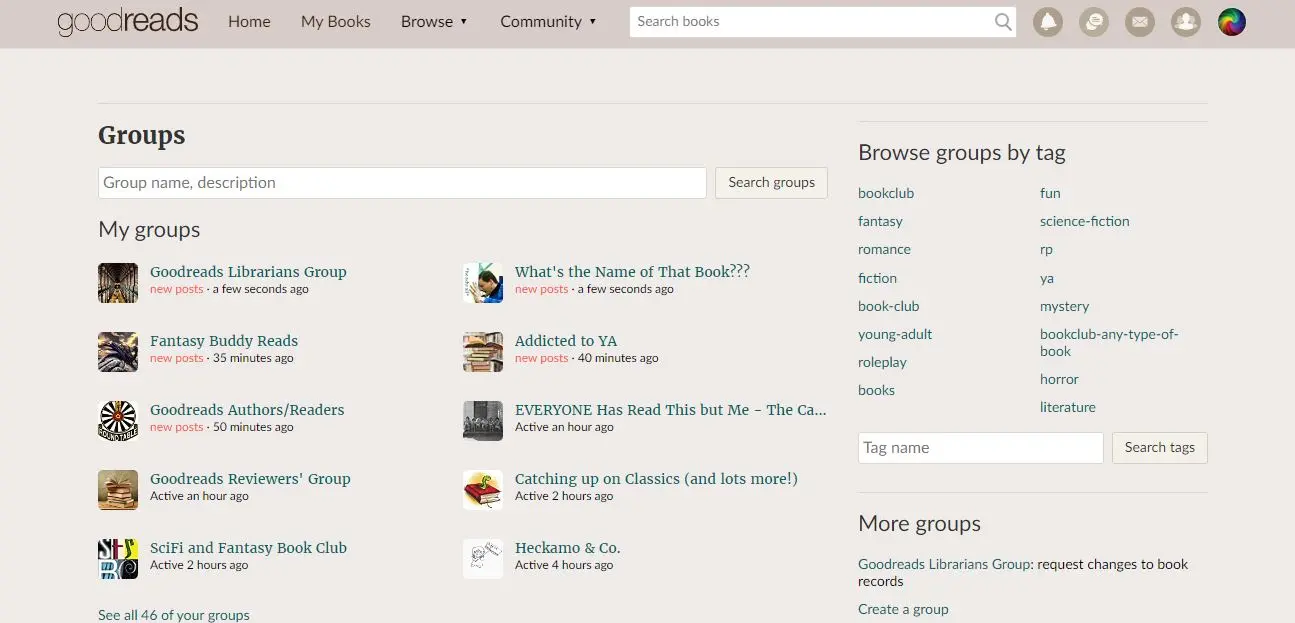 goodreads
Home
My Books
Browse ▼
Community ▼
Search books
Groups
Group name, description
Search groups
My groups
Goodreads Librarians Group
new posts · a few seconds ago
What's the Name of That Book???
new posts · a few seconds ago
Fantasy Buddy Reads
new posts · 35 minutes ago
Addicted to YA
new posts · 40 minutes ago
Goodreads Authors/Readers
new posts · 50 minutes ago
EVERYONE Has Read This but Me - The Ca...
Active an hour ago
Goodreads Reviewers' Group
Active an hour ago
Catching up on Classics (and lots more!)
Active 2 hours ago
SciFi and Fantasy Book Club
Active 2 hours ago
Heckamo & Co.
Active 4 hours ago
See all 46 of your groups
Browse groups by tag
bookclub
fantasy
romance
fiction
book-club
young-adult
roleplay
books
fun
science-fiction
rp
ya
mystery
bookclub-any-type-of-
book
horror
literature
Tag name
Search tags
More groups
Goodreads Librarians Group: request changes to book
records
Create a group